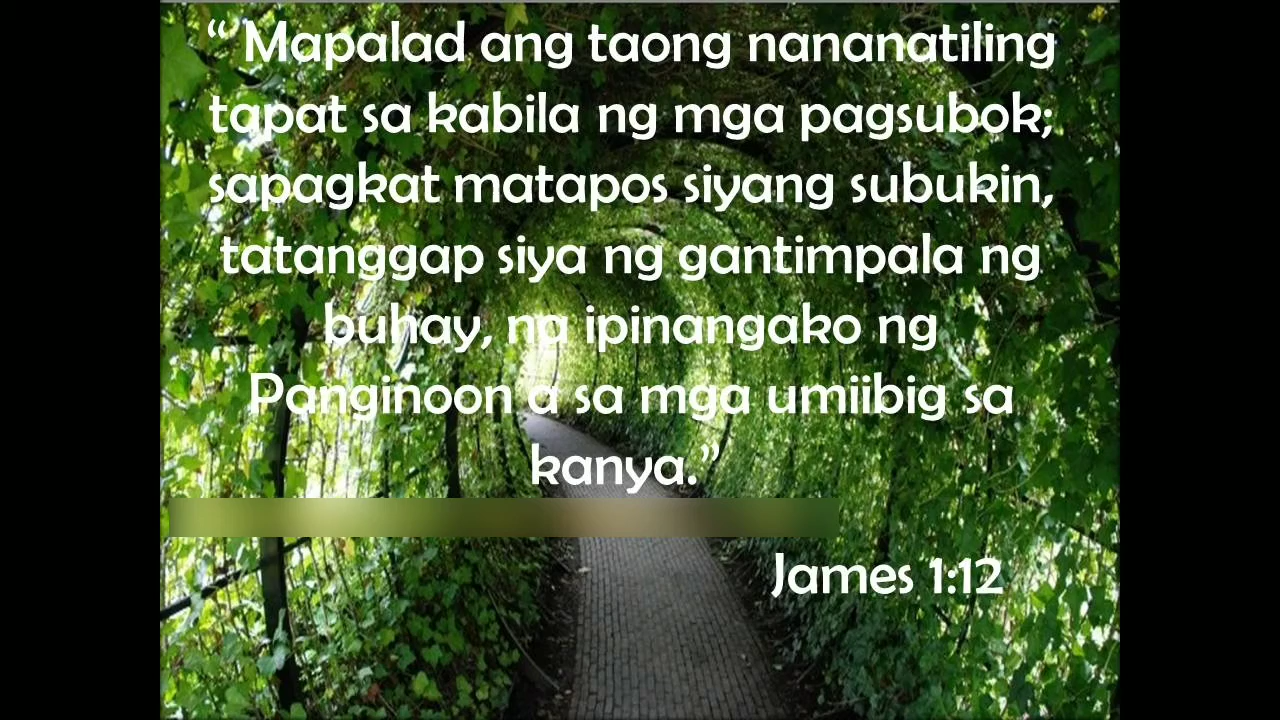 “ Mapalad ang taong nananatiling
tapat sa kabila ng mga pagsubok;
sapagkat matapos siyang subukin,
tatanggap siya ng gantimpala ng
buhay, na ipinangako ng
Panginoon a sa mga umiibig sa
kanya.”
James 1:12